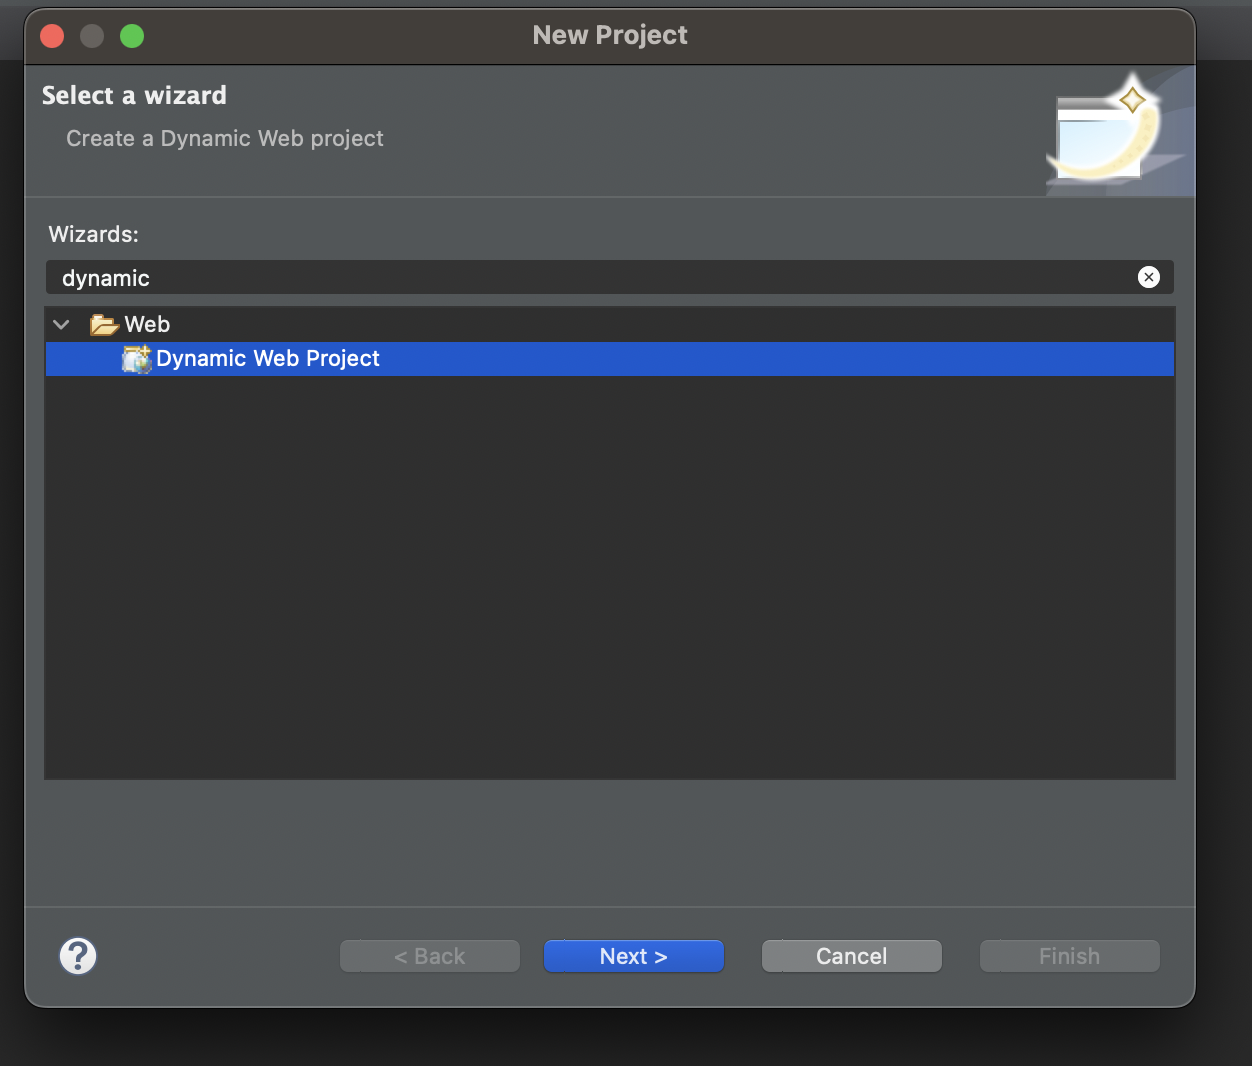 New Project
Select a wizard
Create a Dynamic Web project
Wizards:
dynamic
Web
Dynamic Web Project
?
< Back
Next >
Cancel
Finish